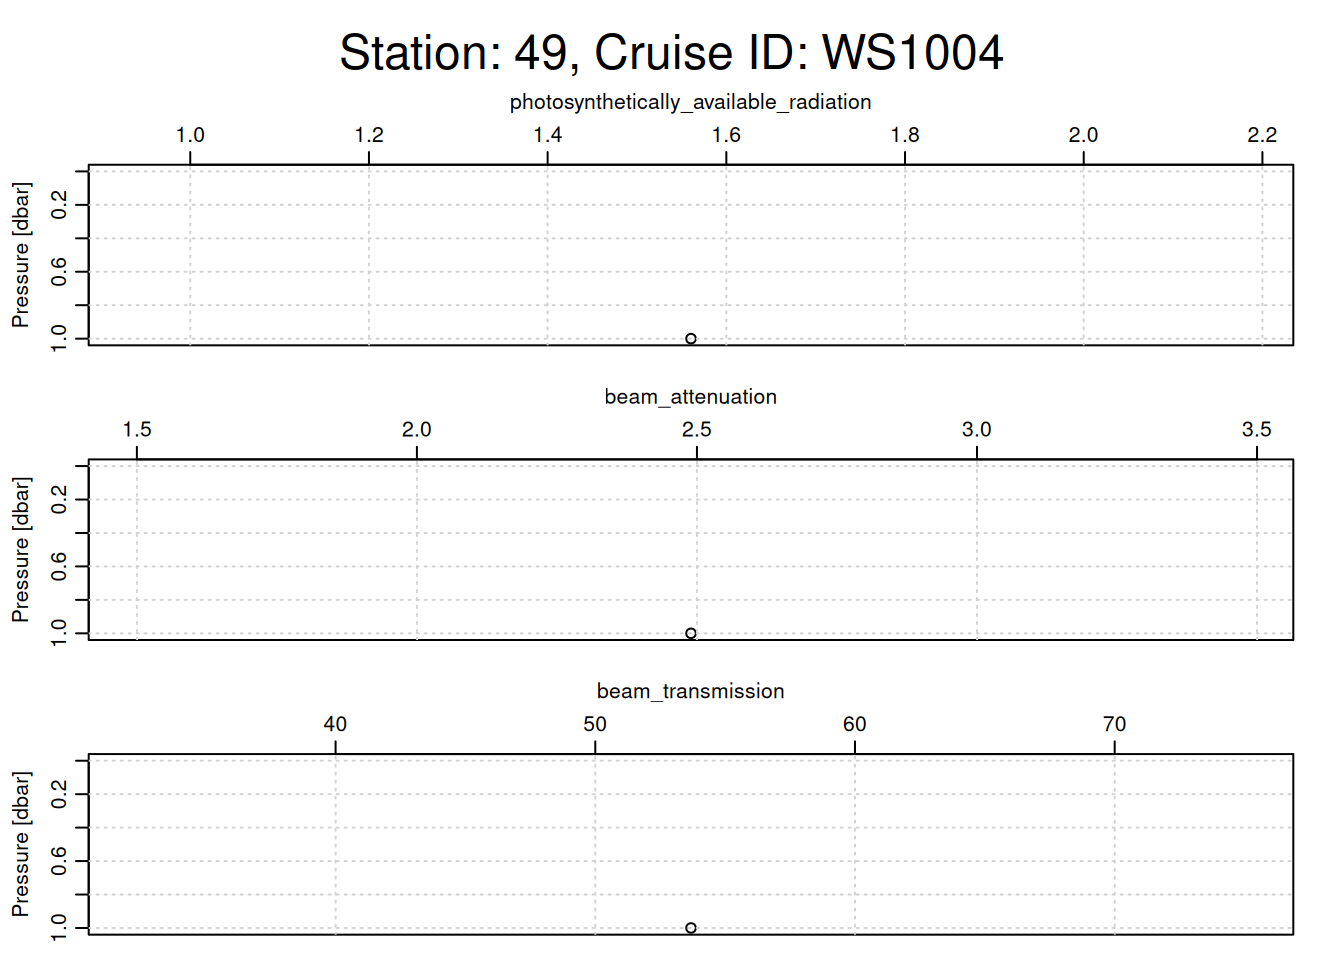 Station: 49, Cruise ID: WS1004
photosynthetically_available_radiation
1.0 1.2 1.4 1.6 1.8 2.0 2.2
Pressure [dbar]
0.2
0.6
1.0
beam_attenuation
1.5 2.0 2.5 3.0 3.5
Pressure [dbar]
0.2
0.6
1.0
beam_transmission
40 50 60 70
Pressure [dbar]
0.2
0.6
1.0